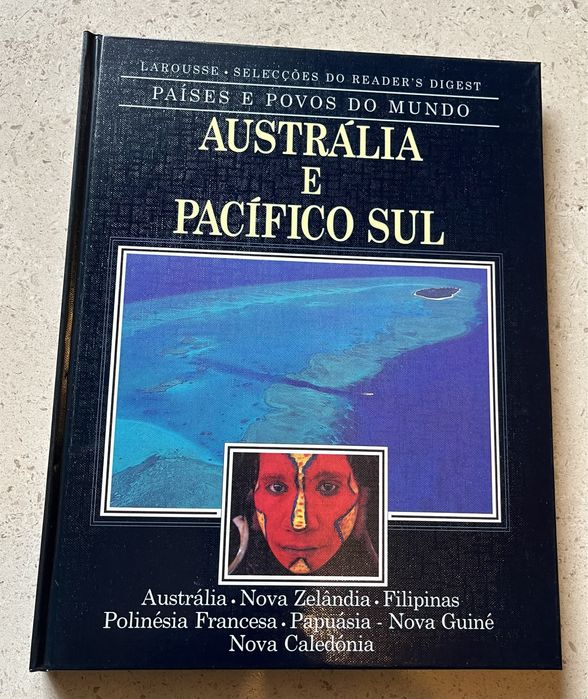 LAROUSSE • SELECÇÕES DO READER'S DIGEST
PAÍSES E POVOS DO MUNDO
AUSTRÁLIA
E
PACÍFICO SUL
Austrália • Nova Zelândia • Filipinas
Polinésia Francesa • Papuásia - Nova Guiné
Nova Caledónia